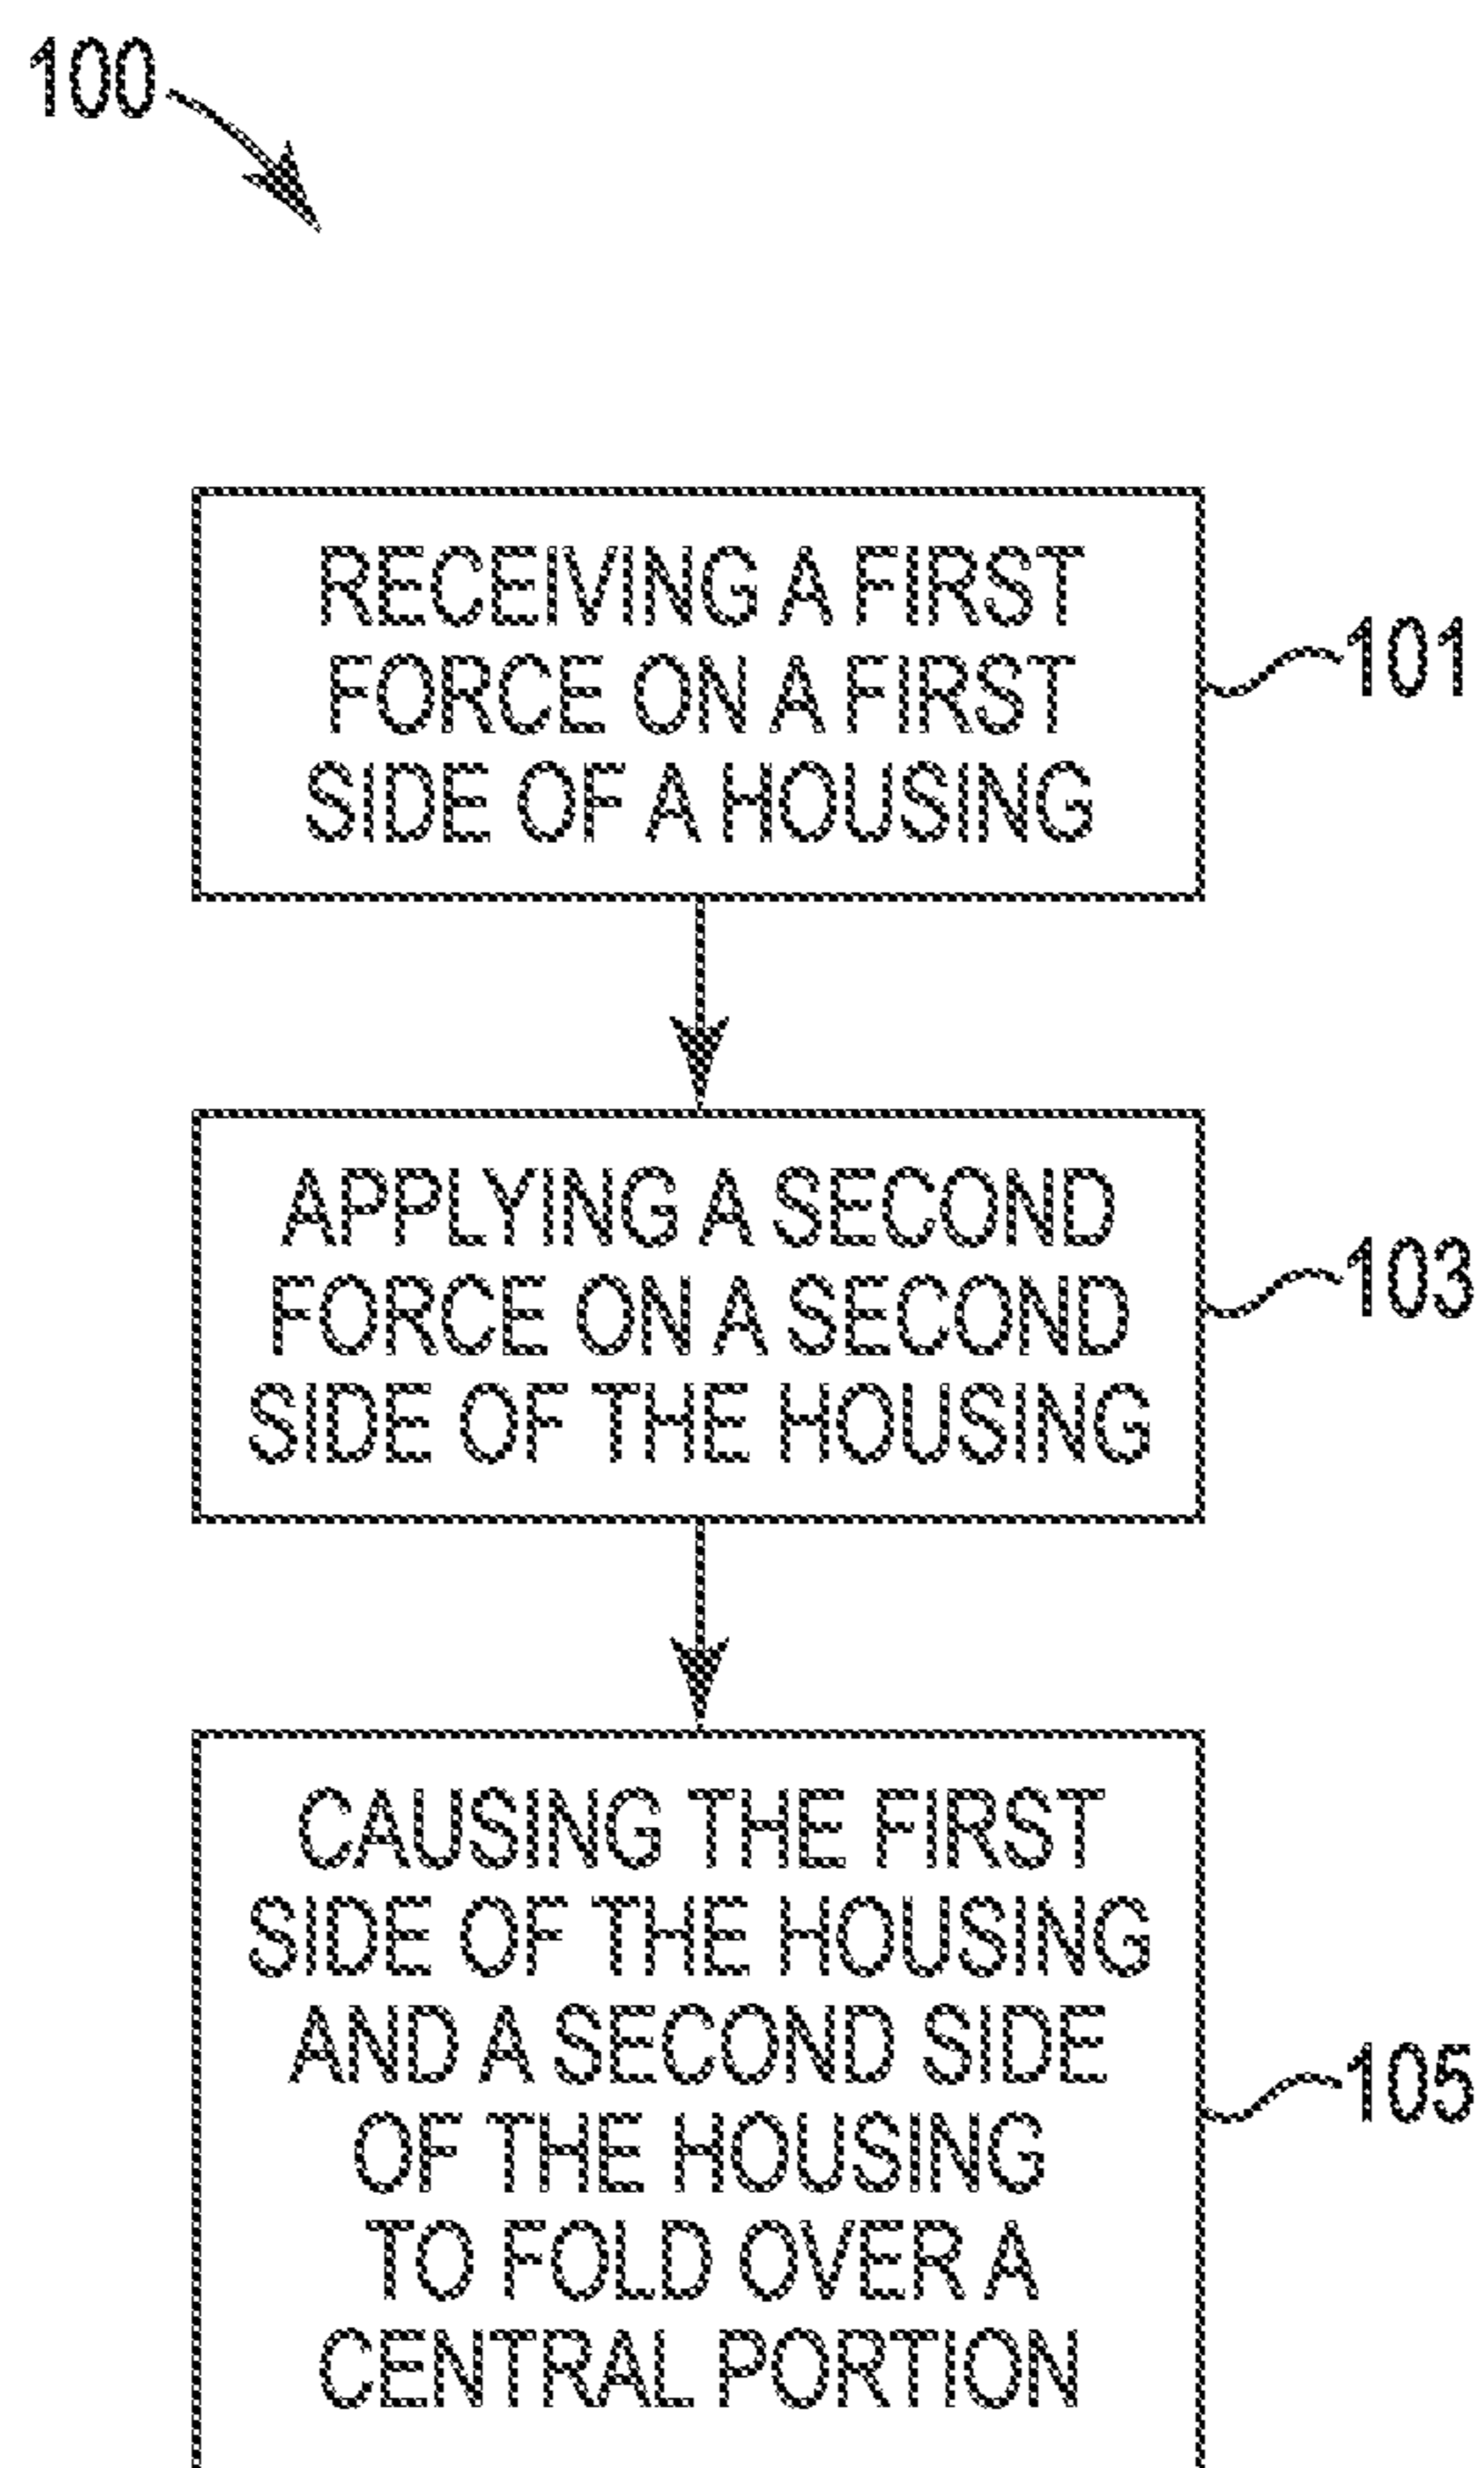 100
RECEIVING A FIRST
FORCE ON A FIRST
SIDE OF A HOUSING
101
APPLYING A SECOND
FORCE ON A SECOND
SIDE OF THE HOUSING
103
CAUSING THE FIRST
SIDE OF THE HOUSING
AND A SECOND SIDE
OF THE HOUSING
TO FOLD OVER A
CENTRAL PORTION
105